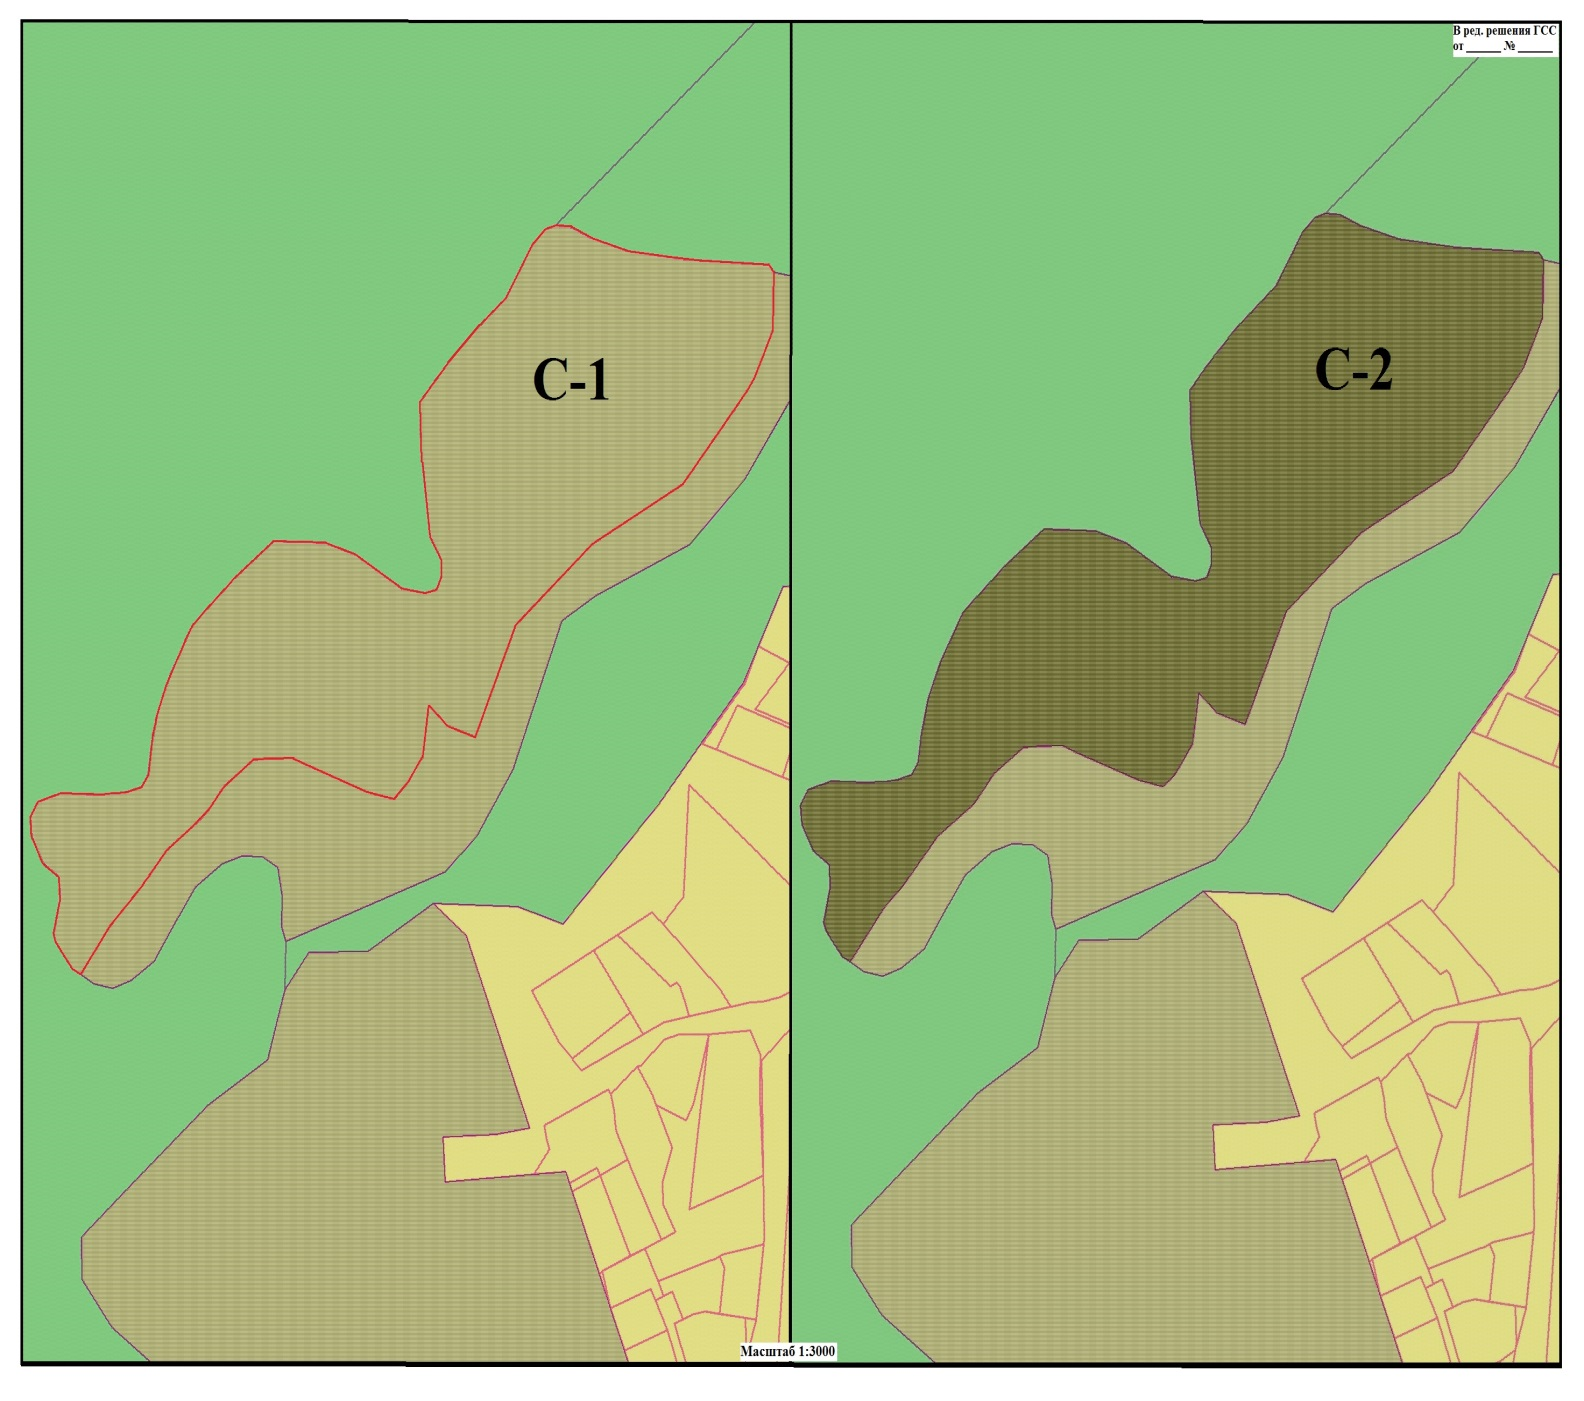 В ред. решения ГСС
от ______ № ______
С-1
С-2
Масштаб 1:3000